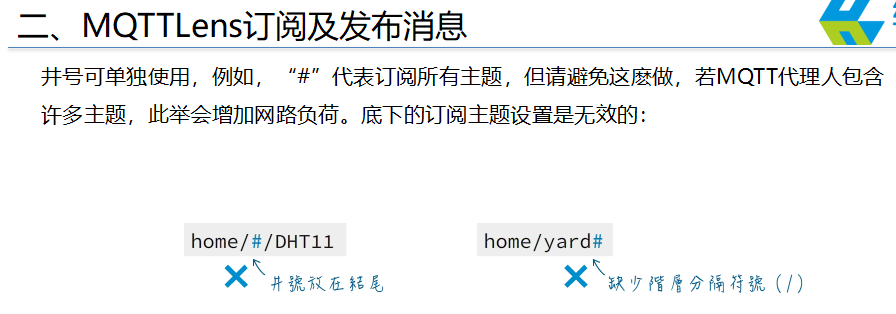 二、MQTTLens订阅及发布消息
井号可单独使用，例如，“#”代表订阅所有主题，但请避免这麽做，若MQTT代理人包含
许多主题，此举会增加网路负荷。底下的订阅主题设置是无效的：
home/#/DHT11
home/yard#
井號放在結尾
缺少階層分隔符號（/）